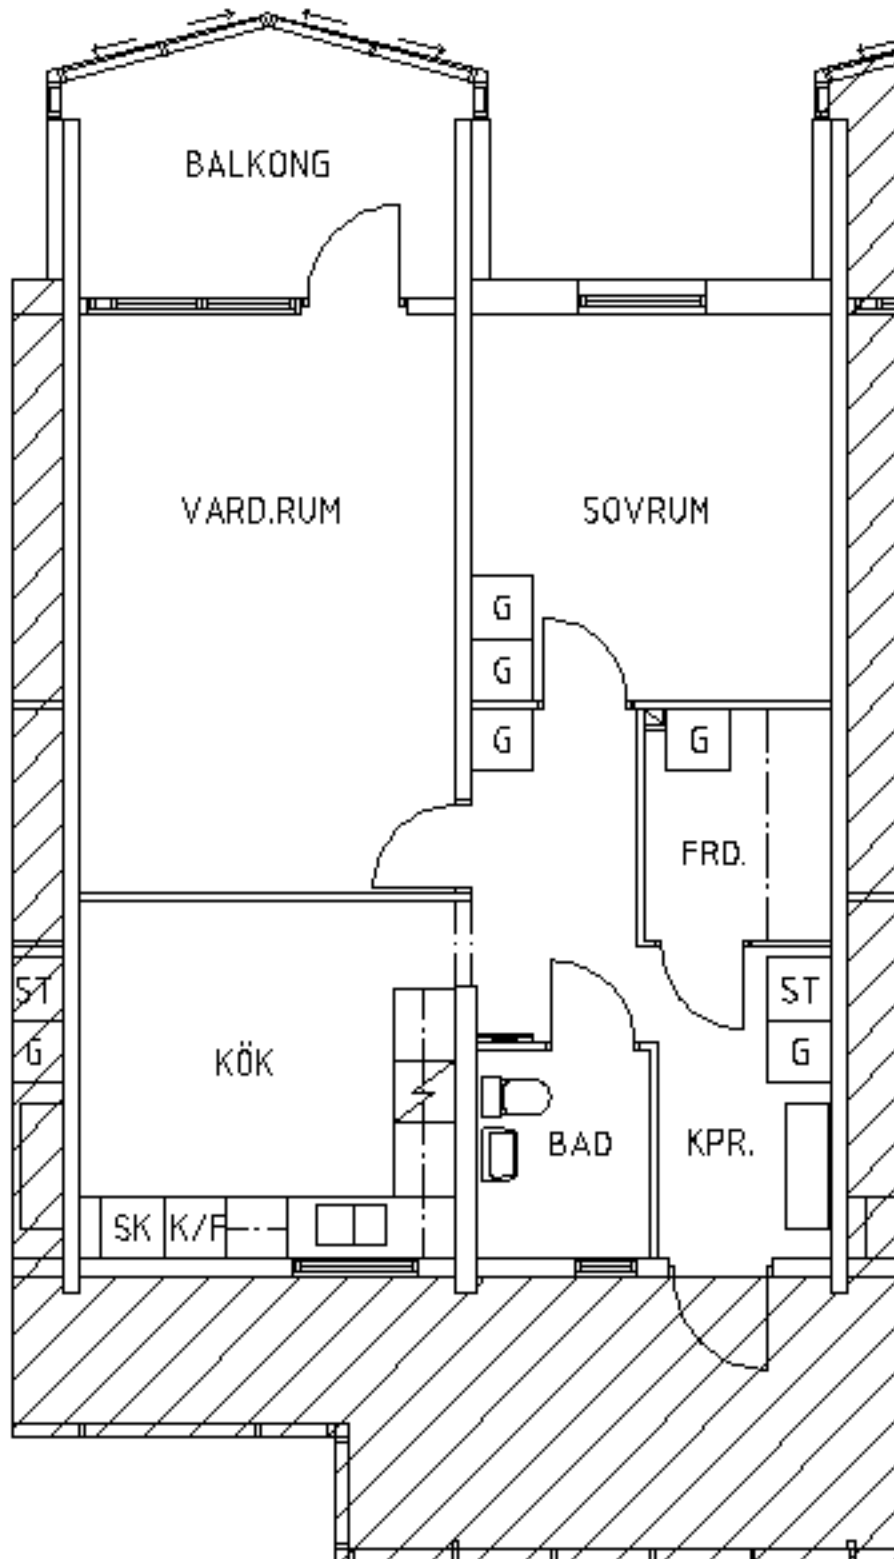 BALKONG
VARD.RUM
SOVRUM
G
G
G
G
FRD.
ST
ST
G
KÖK
G
BAD
KPR.
SK
K/F